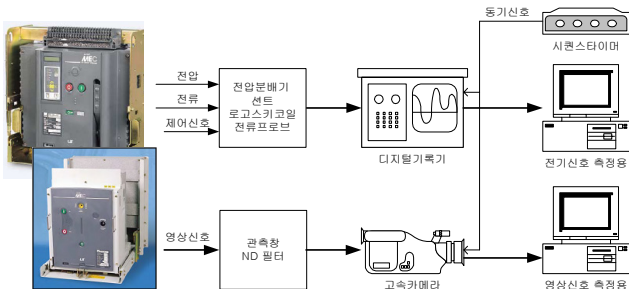 동기신호
시퀀스타이머
전압
전류
제어신호
전압분배기
션트
로고스키코일
전류프로브
디지털기록기
전기신호 측정용
영상신호
관측창
ND 필터
고속카메라
영상신호 측정용